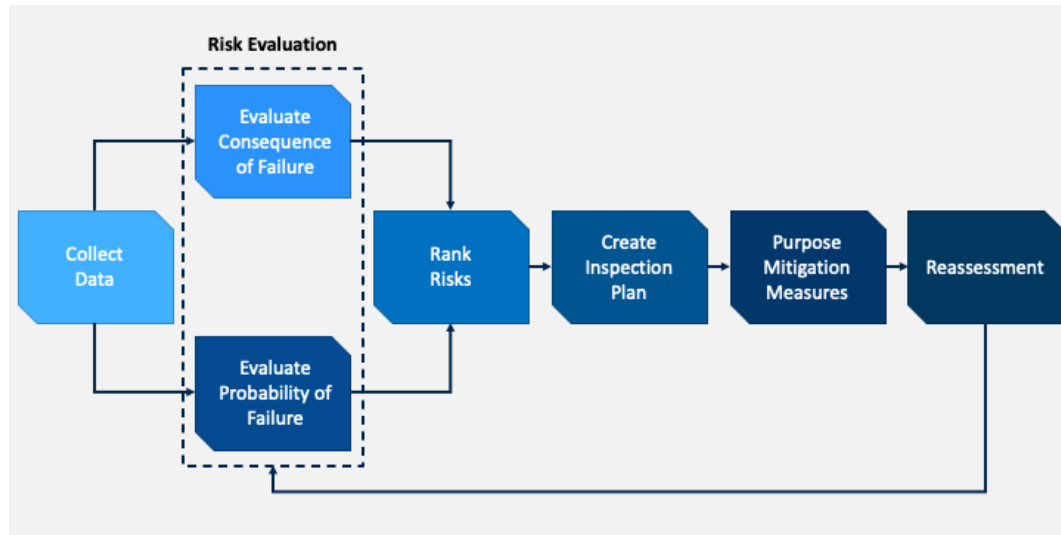 Risk Evaluation
Evaluate
Consequence
of Failure
Collect
Data
Rank
Risks
Create
Inspection
Plan
Purpose
Mitigation
Measures
Reassessment
Evaluate
Probability of
Failure